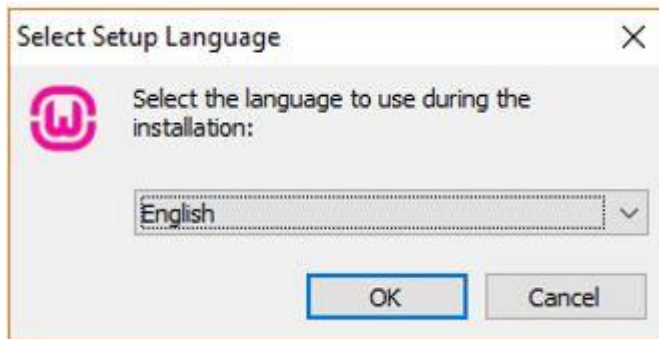 Select Setup Language
Select the language to use during the
installation:
English
OK
Cancel